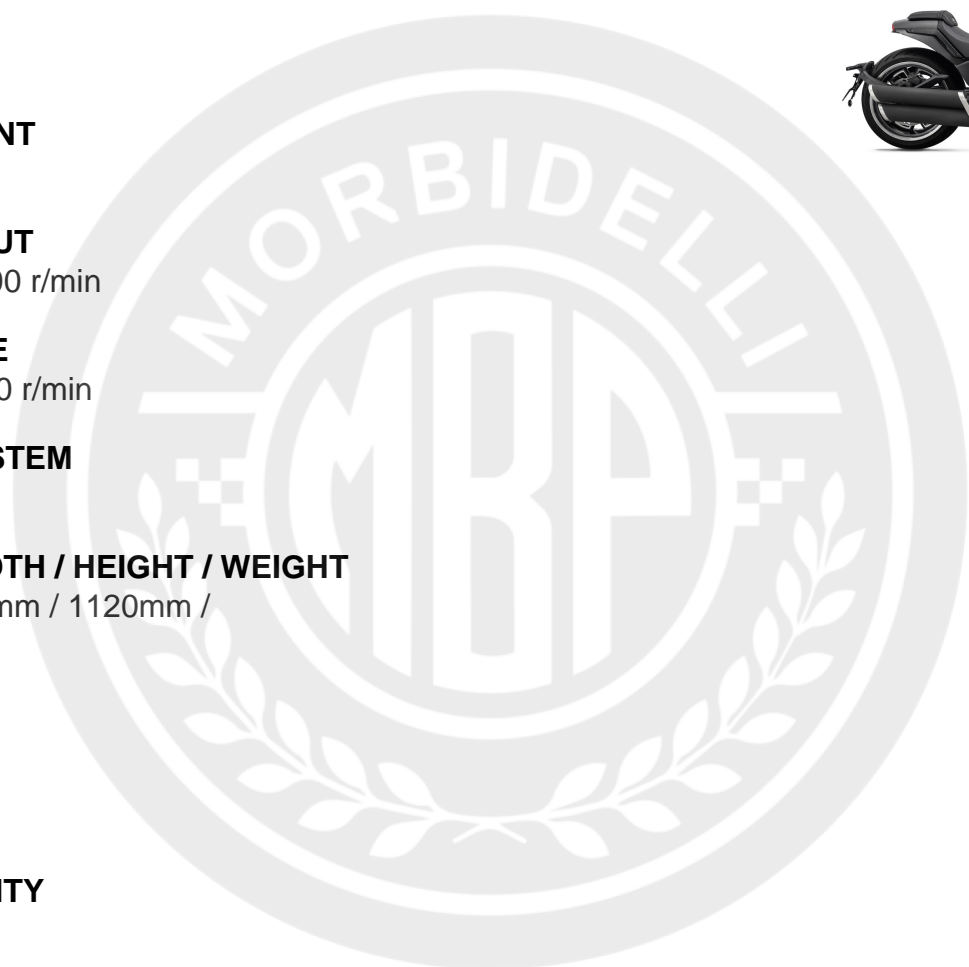 NT
UT
00 r/min
E
0 r/min
STEM
DTH / HEIGHT / WEIGHT
mm / 1120mm /
ITY
MORBIDELLI
MBP